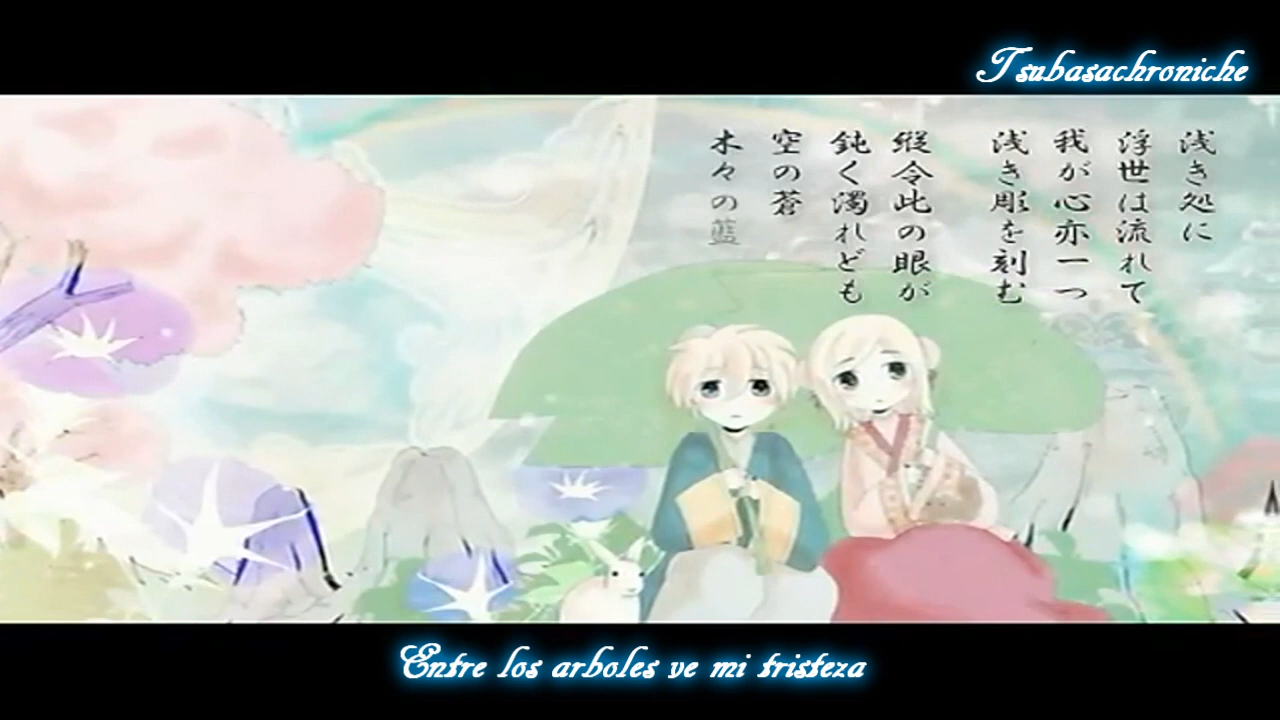 Tsubasachroniche
浅き処に
浮世は流れて
我が心亦一つ
浅き彫を刻む
縦令此の眼が
鈍く濁れども
空の蒼
木々の藍
Entre los arboles ve mi tristeza